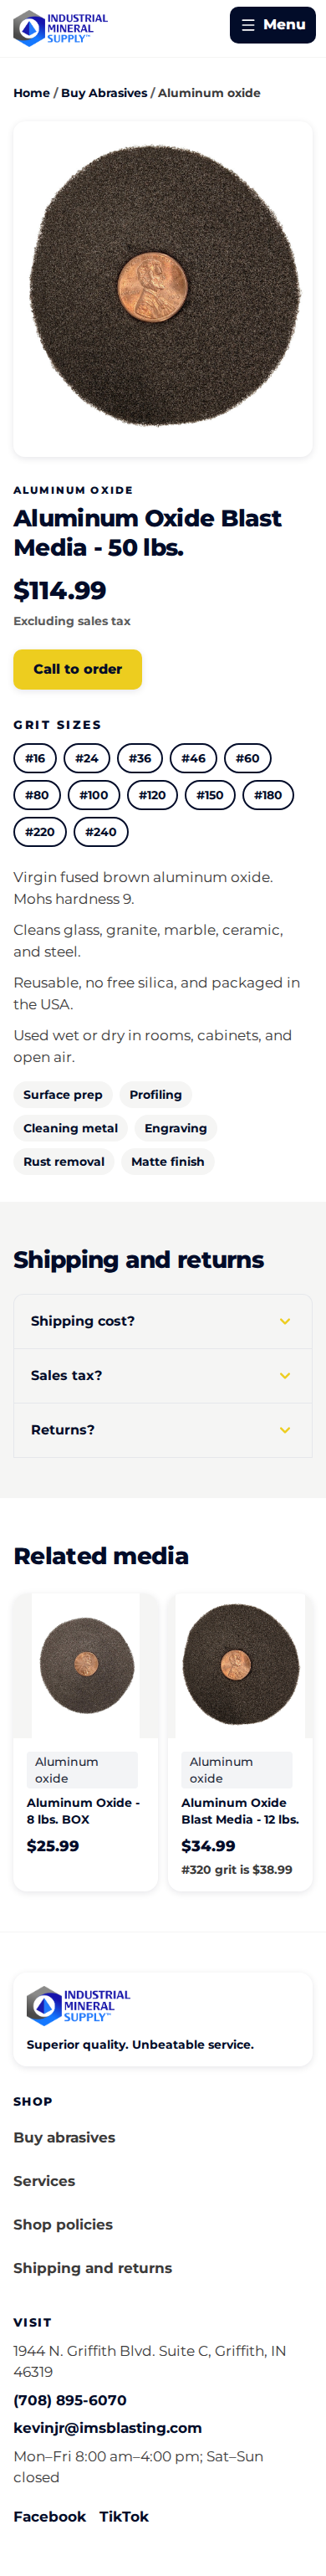 INDUSTRIAL
MINERAL
SUPPLY™
Menu
Home / Buy Abrasives / Aluminum oxide
ALUMINUM OXIDE
Aluminum Oxide Blast
Media - 50 lbs.
$114.99
Excluding sales tax
Call to order
GRIT SIZES
#16 #24 #36 #46 #60
#80 #100 #120 #150 #180
#220 #240
Virgin fused brown aluminum oxide.
Mohs hardness 9.
Cleans glass, granite, marble, ceramic,
and steel.
Reusable, no free silica, and packaged in
the USA.
Used wet or dry in rooms, cabinets, and
open air.
Surface prep Profiling
Cleaning metal Engraving
Rust removal Matte finish
Shipping and returns
Shipping cost?
Sales tax?
Returns?
Related media
Aluminum
oxide
Aluminum Oxide -
8 lbs. BOX
$25.99
Aluminum
oxide
Aluminum Oxide
Blast Media - 12 lbs.
$34.99
#320 grit is $38.99
INDUSTRIAL
MINERAL
SUPPLY™
Superior quality. Unbeatable service.
SHOP
Buy abrasives
Services
Shop policies
Shipping and returns
VISIT
1944 N. Griffith Blvd. Suite C, Griffith, IN
46319
(708) 895-6070
kevinjr@imsblasting.com
Mon–Fri 8:00 am–4:00 pm; Sat–Sun
closed
Facebook TikTok